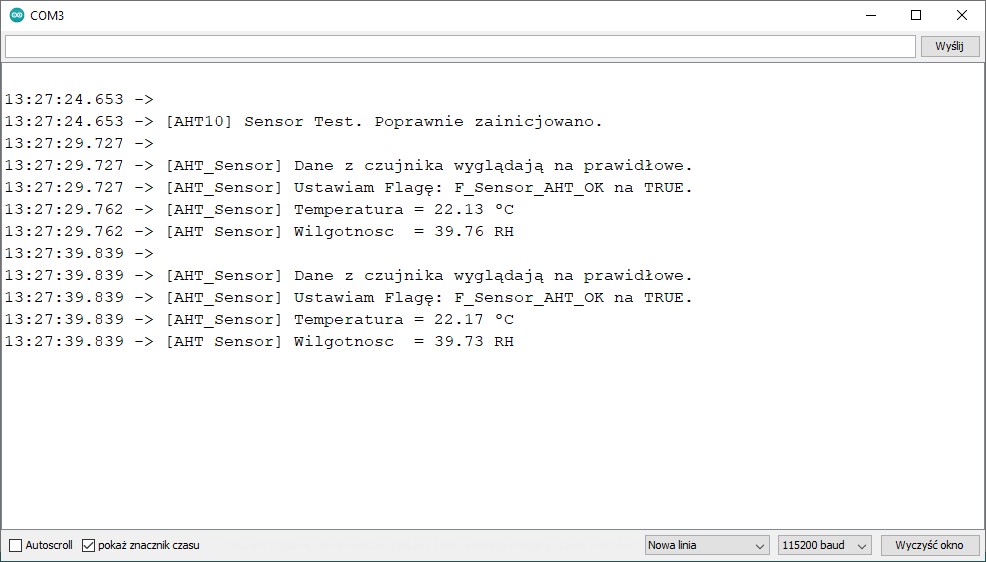 COM3
Wyślij
13:27:24.653 ->
13:27:24.653 -> [AHT10] Sensor Test. Poprawnie zainicjowano.
13:27:29.727 ->
13:27:29.727 -> [AHT_Sensor] Dane z czujnika wyglądają na prawidłowe.
13:27:29.727 -> [AHT_Sensor] Ustawiam Flagę: F_Sensor_AHT_OK na TRUE.
13:27:29.762 -> [AHT_Sensor] Temperatura = 22.13 °C
13:27:29.762 -> [AHT Sensor] Wilgotnosc  = 39.76 RH
13:27:39.839 ->
13:27:39.839 -> [AHT_Sensor] Dane z czujnika wyglądają na prawidłowe.
13:27:39.839 -> [AHT_Sensor] Ustawiam Flagę: F_Sensor_AHT_OK na TRUE.
13:27:39.839 -> [AHT_Sensor] Temperatura = 22.17 °C
13:27:39.839 -> [AHT Sensor] Wilgotnosc  = 39.73 RH
Autoscroll pokaż znacznik czasu Nowa linia 115200 baud Wyczyść okno